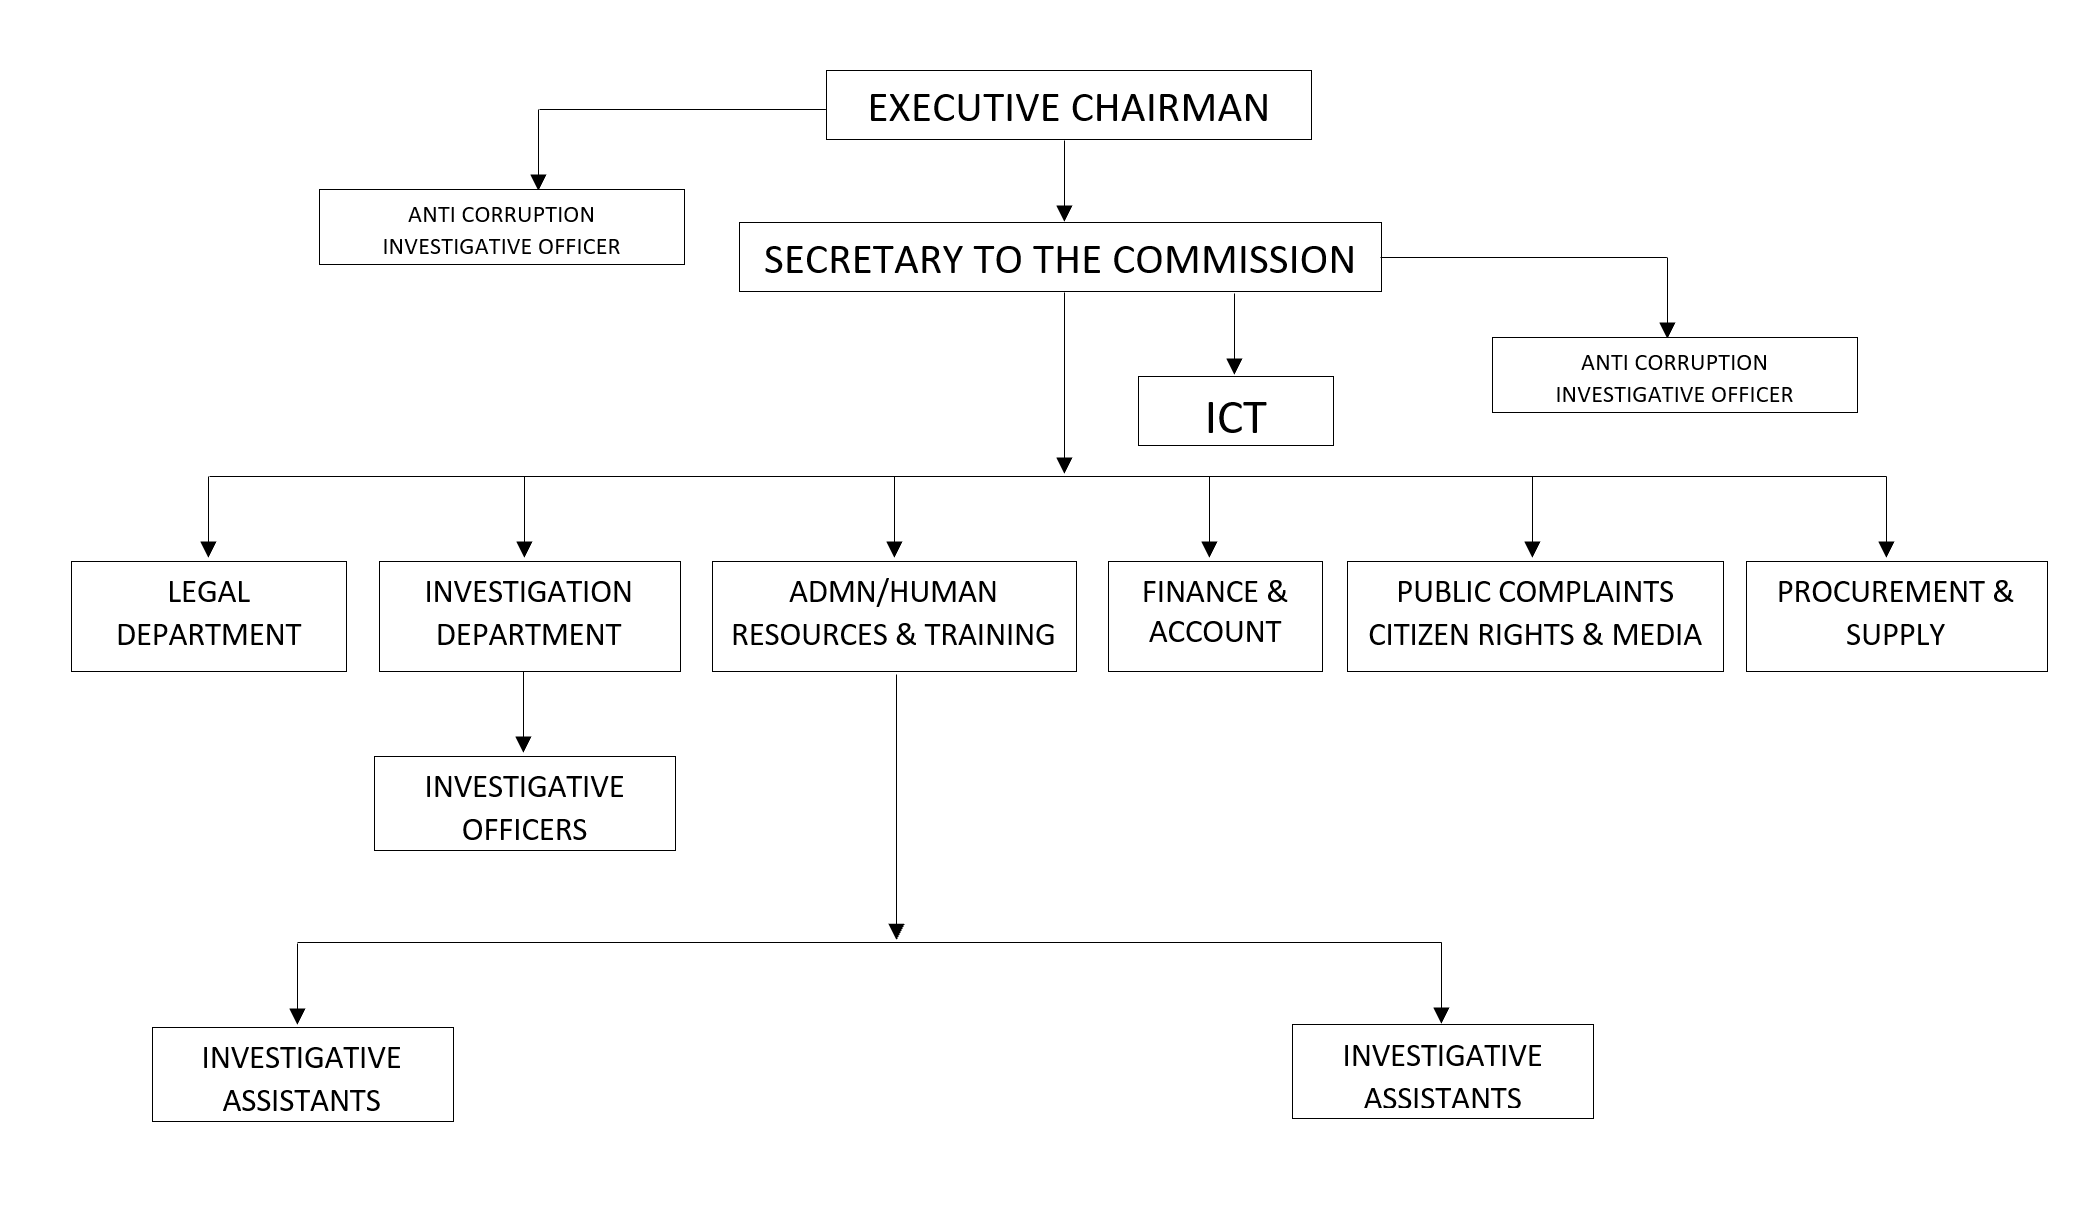 EXECUTIVE CHAIRMAN
ANTI CORRUPTION
INVESTIGATIVE OFFICER
SECRETARY TO THE COMMISSION
ICT
ANTI CORRUPTION
INVESTIGATIVE OFFICER
LEGAL
DEPARTMENT
INVESTIGATION
DEPARTMENT
ADMN/HUMAN
RESOURCES & TRAINING
FINANCE &
ACCOUNT
PUBLIC COMPLAINTS
CITIZEN RIGHTS & MEDIA
PROCUREMENT &
SUPPLY
INVESTIGATIVE
OFFICERS
INVESTIGATIVE
ASSISTANTS
INVESTIGATIVE
ASSISTANTS